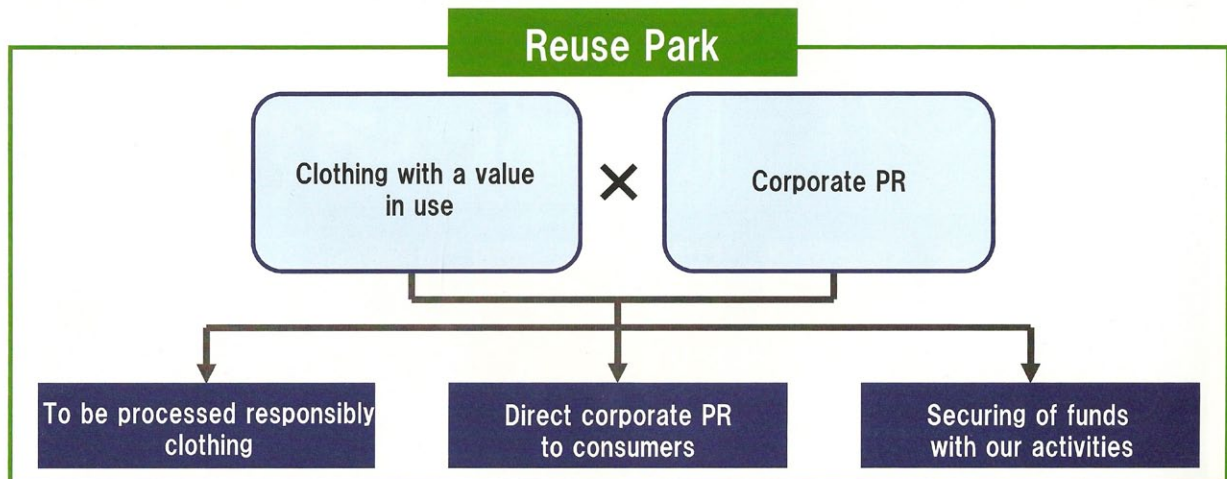 Reuse Park
Clothing with a value
in use
×
Corporate PR
To be processed responsibly
clothing
Direct corporate PR
to consumers
Securing of funds
with our activities